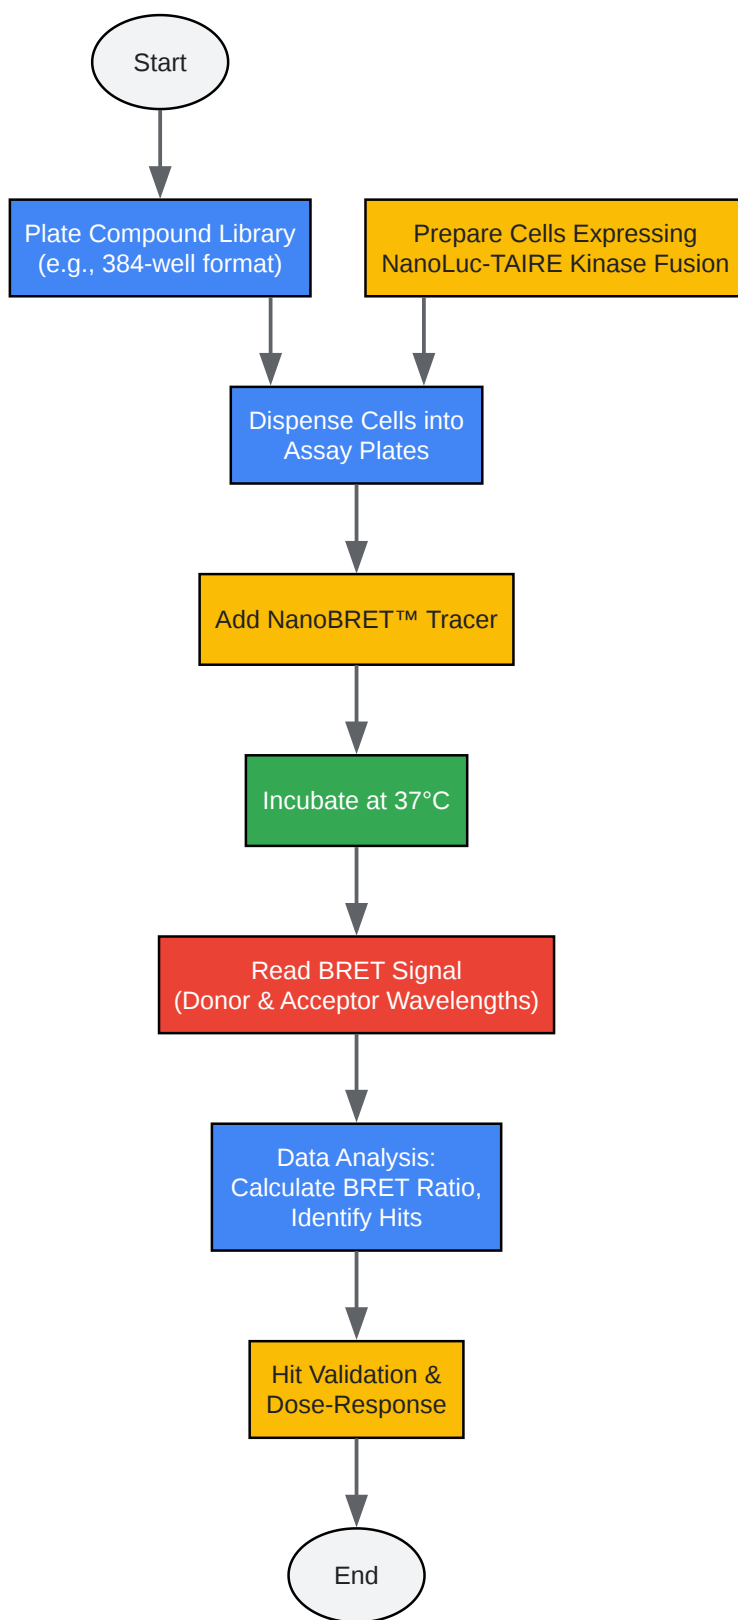 Start
Plate Compound Library
(e.g., 384-well format)
Prepare Cells Expressing
NanoLuc-TAIRE Kinase Fusion
Dispense Cells into
Assay Plates
Add NanoBRET™ Tracer
Incubate at 37°C
Read BRET Signal
(Donor & Acceptor Wavelengths)
Data Analysis:
Calculate BRET Ratio,
Identify Hits
Hit Validation &
Dose-Response
End